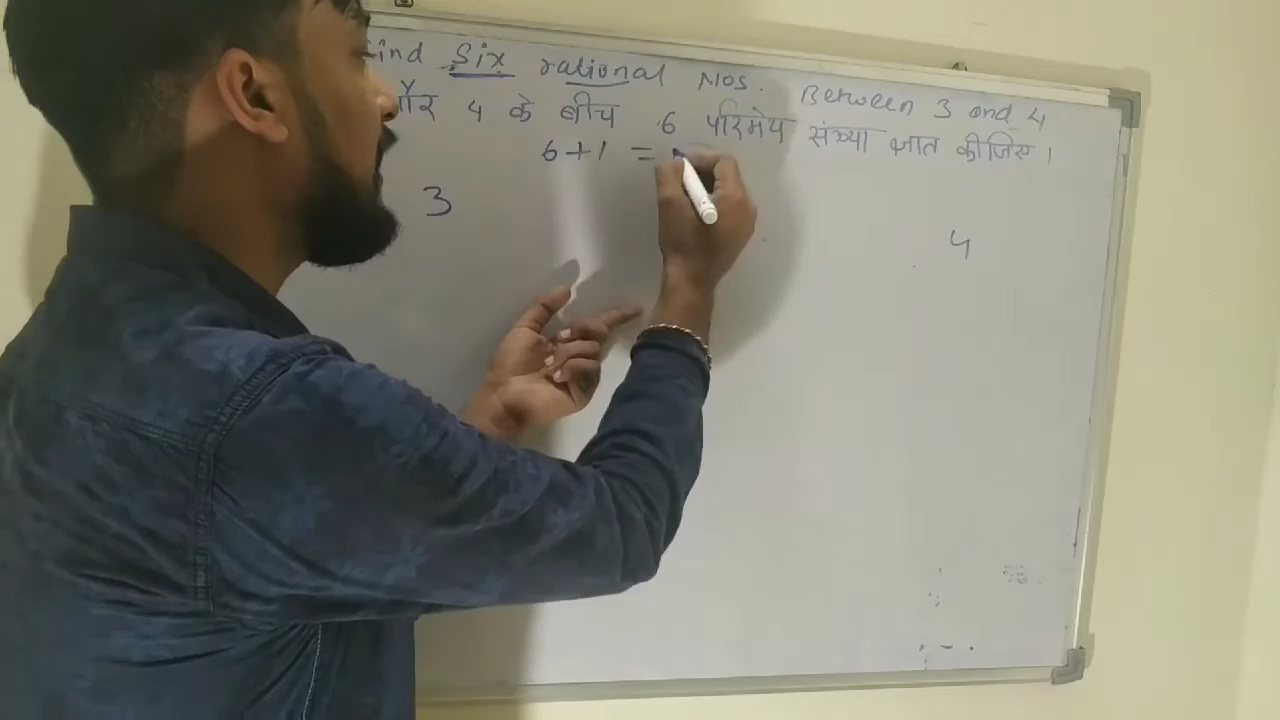 ind Six rational Nos. Between 3 and 4
और 4 के बीच 6 परिमेय संख्या ज्ञात कीजिए ।
6+1 =
3
4